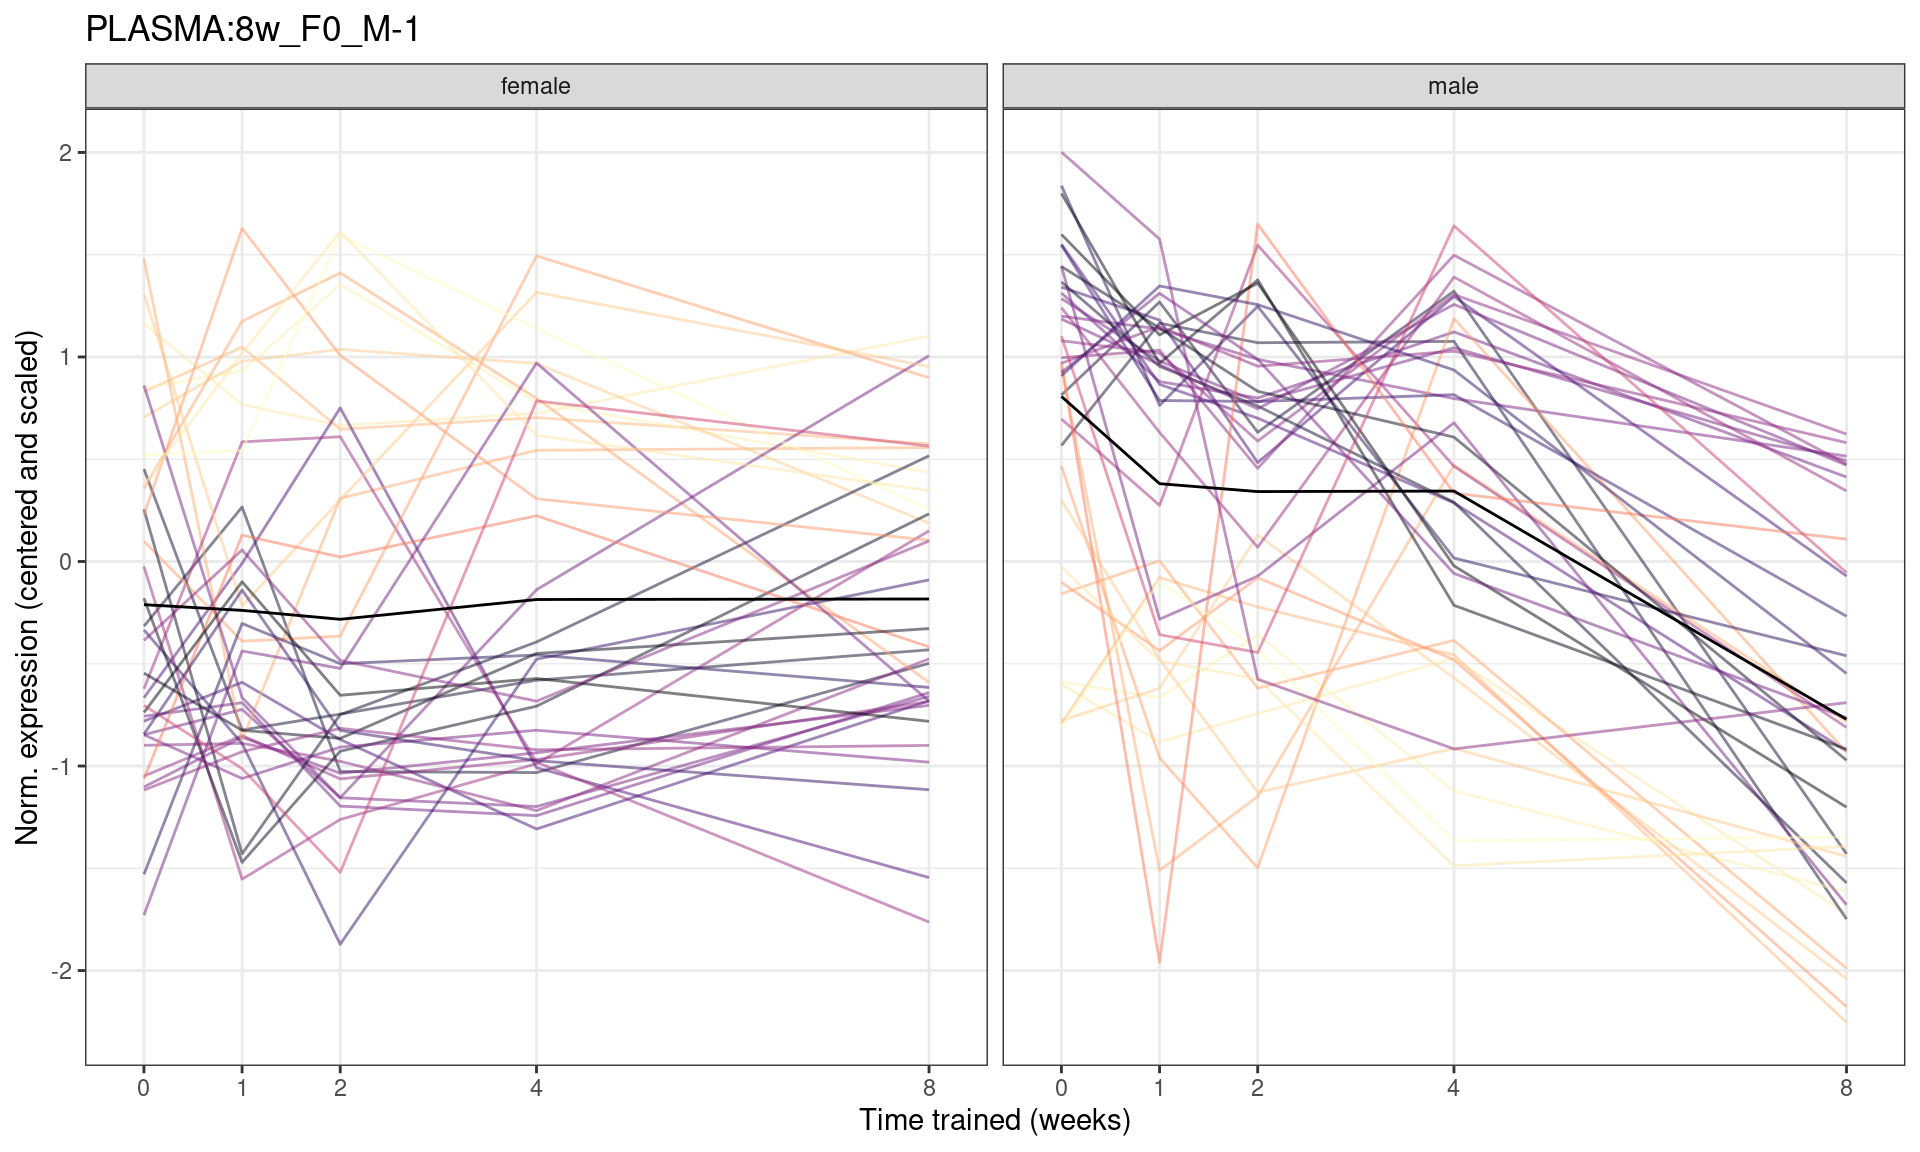 PLASMA:8w_F0_M-1
female
male
Norm. expression (centered and scaled)
2
1
0
-1
-2
0 1 2 4 8
0 1 2 4 8
Time trained (weeks)